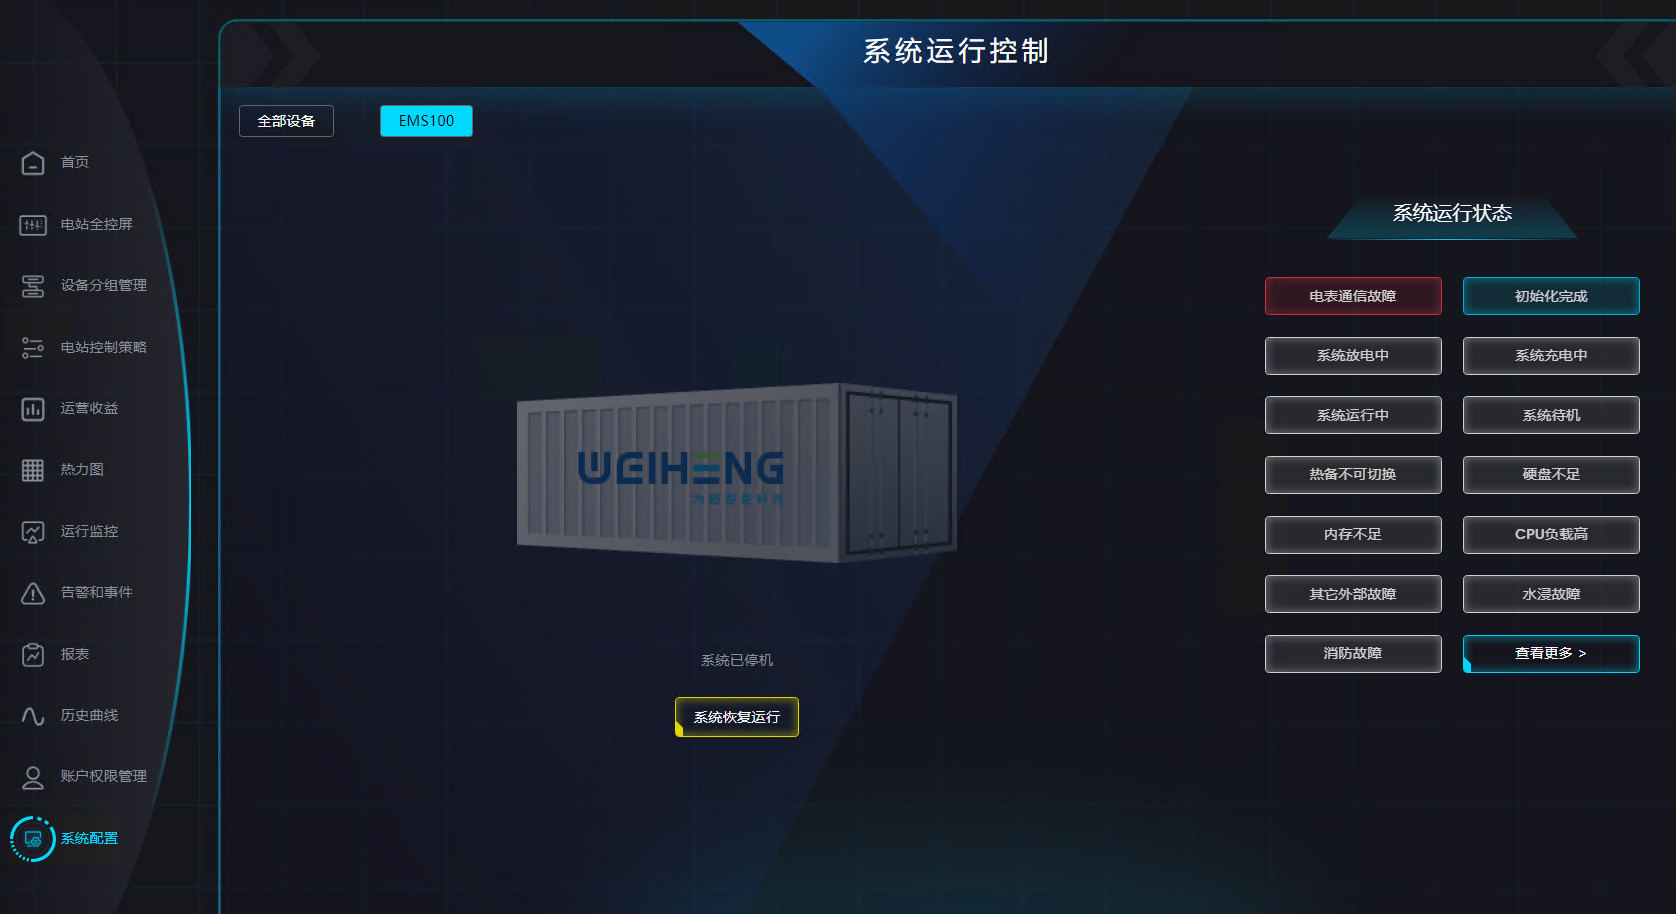 系统运行控制
全部设备
EMS100
首页
电站全控屏
设备分组管理
电站控制策略
运营收益
热力图
运行监控
告警和事件
报表
历史曲线
账户权限管理
系统配置
WEIHENG
为恒智能科技
系统已停机
系统恢复运行
系统运行状态
电表通信故障
初始化完成
系统放电中
系统充电中
系统运行中
系统待机
热备不可切换
硬盘不足
内存不足
CPU负载高
其它外部故障
水浸故障
消防故障
查看更多 >